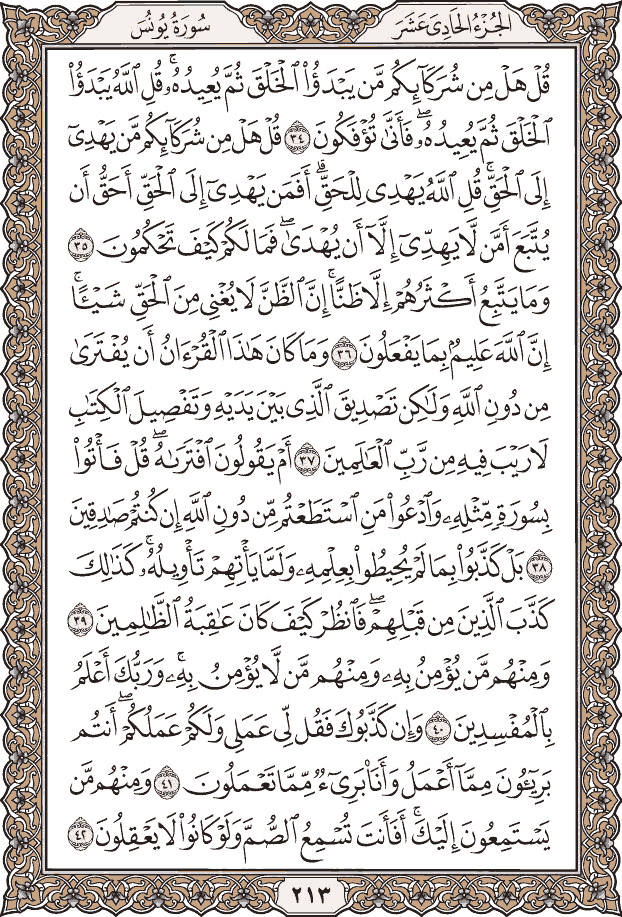 سُورَةُ يُونُسَ
الجُزْءُ الحَادِى عَشَرَ
قُلْ هَلْ مِن شُرَكَآئِكُم مَّن يَبْدَؤُا۟ ٱلْخَلْقَ ثُمَّ يُعِيدُهُۥ ۚ قُلِ ٱللَّهُ يَبْدَؤُا۟
ٱلْخَلْقَ ثُمَّ يُعِيدُهُۥ ۖ فَأَنَّىٰ تُؤْفَكُونَ ٣٤ قُلْ هَلْ مِن شُرَكَآئِكُم مَّن يَهْدِىٓ
إِلَى ٱلْحَقِّ ۚ قُلِ ٱللَّهُ يَهْدِى لِلْحَقِّ ۗ أَفَمَن يَهْدِىٓ إِلَى ٱلْحَقِّ أَحَقُّ أَن
يُتَّبَعَ أَمَّن لَّا يَهِدِّىٓ إِلَّآ أَن يُهْدَىٰ ۖ فَمَا لَكُمْ كَيْفَ تَحْكُمُونَ ٣٥
وَمَا يَتَّبِعُ أَكْثَرُهُمْ إِلَّا ظَنًّا ۚ إِنَّ ٱلظَّنَّ لَا يُغْنِى مِنَ ٱلْحَقِّ شَيْـًٔا ۚ
إِنَّ ٱللَّهَ عَلِيمٌۢ بِمَا يَفْعَلُونَ ٣٦ وَمَا كَانَ هَٰذَا ٱلْقُرْءَانُ أَن يُفْتَرَىٰ
مِن دُونِ ٱللَّهِ وَلَٰكِن تَصْدِيقَ ٱلَّذِى بَيْنَ يَدَيْهِ وَتَفْصِيلَ ٱلْكِتَٰبِ
لَا رَيْبَ فِيهِ مِن رَّبِّ ٱلْعَٰلَمِينَ ٣٧ أَمْ يَقُولُونَ ٱفْتَرَىٰهُ ۖ قُلْ فَأْتُوا۟
بِسُورَةٍ مِّثْلِهِۦ وَٱدْعُوا۟ مَنِ ٱسْتَطَعْتُم مِّن دُونِ ٱللَّهِ إِن كُنتُمْ صَٰدِقِينَ
٣٨ بَلْ كَذَّبُوا۟ بِمَا لَمْ يُحِيطُوا۟ بِعِلْمِهِۦ وَلَمَّا يَأْتِهِمْ تَأْوِيلُهُۥ ۚ كَذَٰلِكَ
كَذَّبَ ٱلَّذِينَ مِن قَبْلِهِمْ ۖ فَٱنظُرْ كَيْفَ كَانَ عَٰقِبَةُ ٱلظَّٰلِمِينَ ٣٩
وَمِنْهُم مَّن يُؤْمِنُ بِهِۦ وَمِنْهُم مَّن لَّا يُؤْمِنُ بِهِۦ ۚ وَرَبُّكَ أَعْلَمُ
بِٱلْمُفْسِدِينَ ٤٠ وَإِن كَذَّبُوكَ فَقُل لِّى عَمَلِى وَلَكُمْ عَمَلُكُمْ ۖ أَنتُم
بَرِيٓـُٔونَ مِمَّآ أَعْمَلُ وَأَنَا۠ بَرِىٓءٌ مِّمَّا تَعْمَلُونَ ٤١ وَمِنْهُم مَّن
يَسْتَمِعُونَ إِلَيْكَ ۚ أَفَأَنتَ تُسْمِعُ ٱلصُّمَّ وَلَوْ كَانُوا۟ لَا يَعْقِلُونَ ٤٢
٢١٣